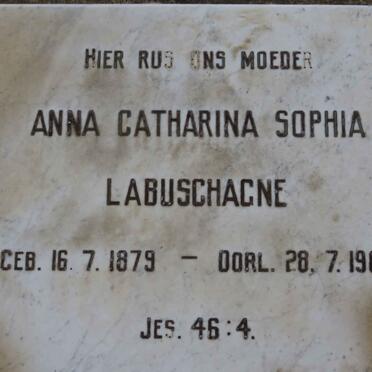 HIER RUS ONS MOEDER
ANNA CATHARINA SOPHIA
LABUSCHAGNE
GEB. 16.7.1879 - OORL. 28.7.19
JES. 46:4.